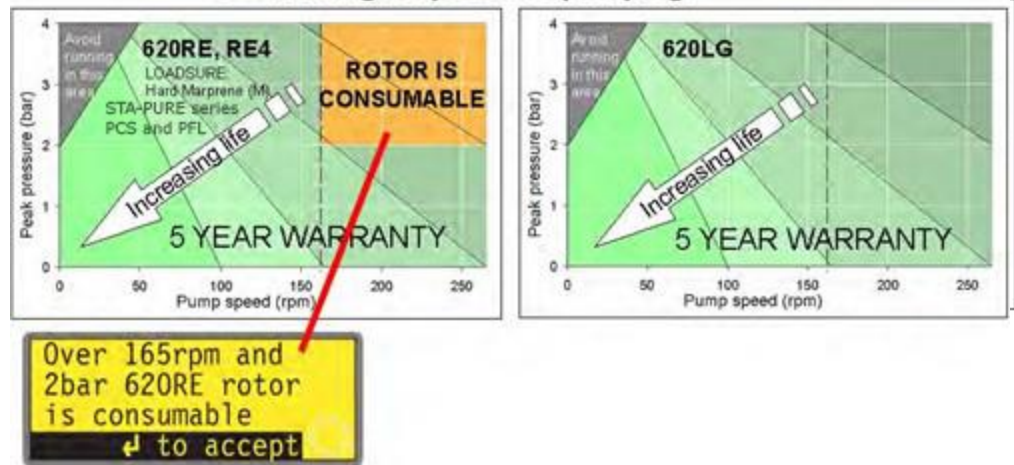 4
3
2
1
0
Peak pressure (bar)
Avoid
running
in this
area
620RE, RE4
LOADSURE:
Hard Marprene (M),
STA-PURE series
PCS and PFL
Increasing life
ROTOR IS
CONSUMABLE
5 YEAR WARRANTY
0 50 100 150 200 250
Pump speed (rpm)
4
3
2
1
0
Peak pressure (bar)
Avoid
running
in this
area
620LG
Increasing life
5 YEAR WARRANTY
0 50 100 150 200 250
Pump speed (rpm)
Over 165rpm and
2bar 620RE rotor
is consumable
↲ to accept